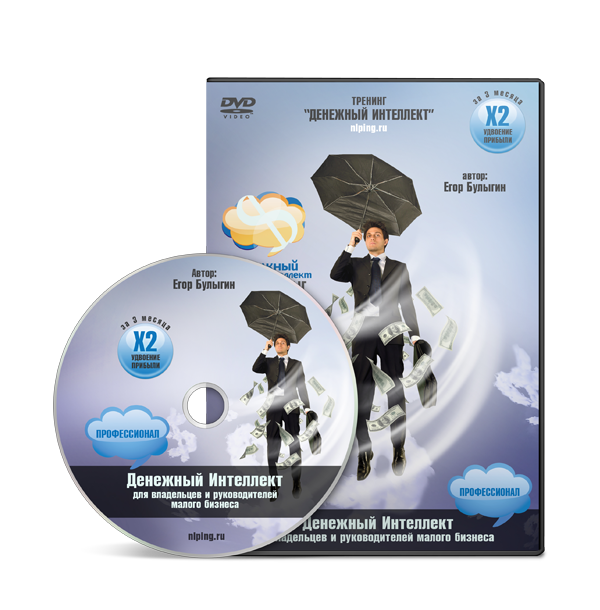 DVD
VIDEO
ТРЕНИНГ
"ДЕНЕЖНЫЙ ИНТЕЛЛЕКТ"
nlping.ru
за 3 месяца
X2
УДВОЕНИЕ
ПРИБЫЛИ
автор:
Егор Булыгин
ПРОФЕССИОНАЛ
Денежный Интеллект
и руководителей малого бизнеса
Автор:
Егор Булыгин
за 3 месяца
X2
УДВОЕНИЕ
ПРИБЫЛИ
ПРОФЕССИОНАЛ
Денежный Интеллект
для владельцев и руководителей
малого бизнеса
nlping.ru